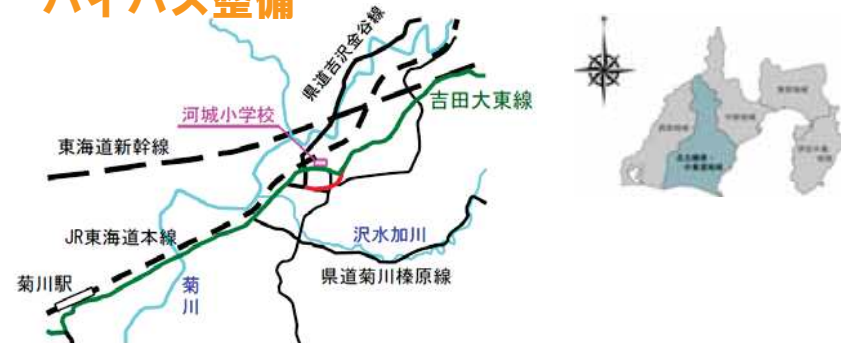 バイパス整備
県道吉沢金谷線
吉田大東線
河城小学校
東海道新幹線
JR東海道本線
沢水加川
県道菊川榛原線
菊川駅
菊川